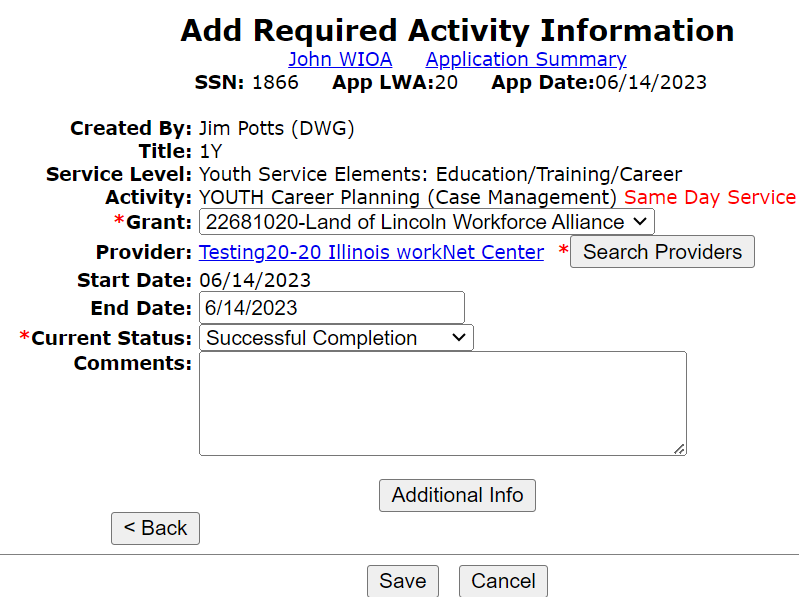 Add Required Activity Information
John WIOA Application Summary
SSN: 1866 App LWA:20 App Date:06/14/2023
Created By: Jim Potts (DWG)
Title: 1Y
Service Level: Youth Service Elements: Education/Training/Career
Activity: YOUTH Career Planning (Case Management) Same Day Service
*Grant: 22681020-Land of Lincoln Workforce Alliance
Provider: Testing20-20 Illinois workNet Center * Search Providers
Start Date: 06/14/2023
End Date: 6/14/2023
*Current Status: Successful Completion
Comments:
Additional Info
< Back
Save Cancel